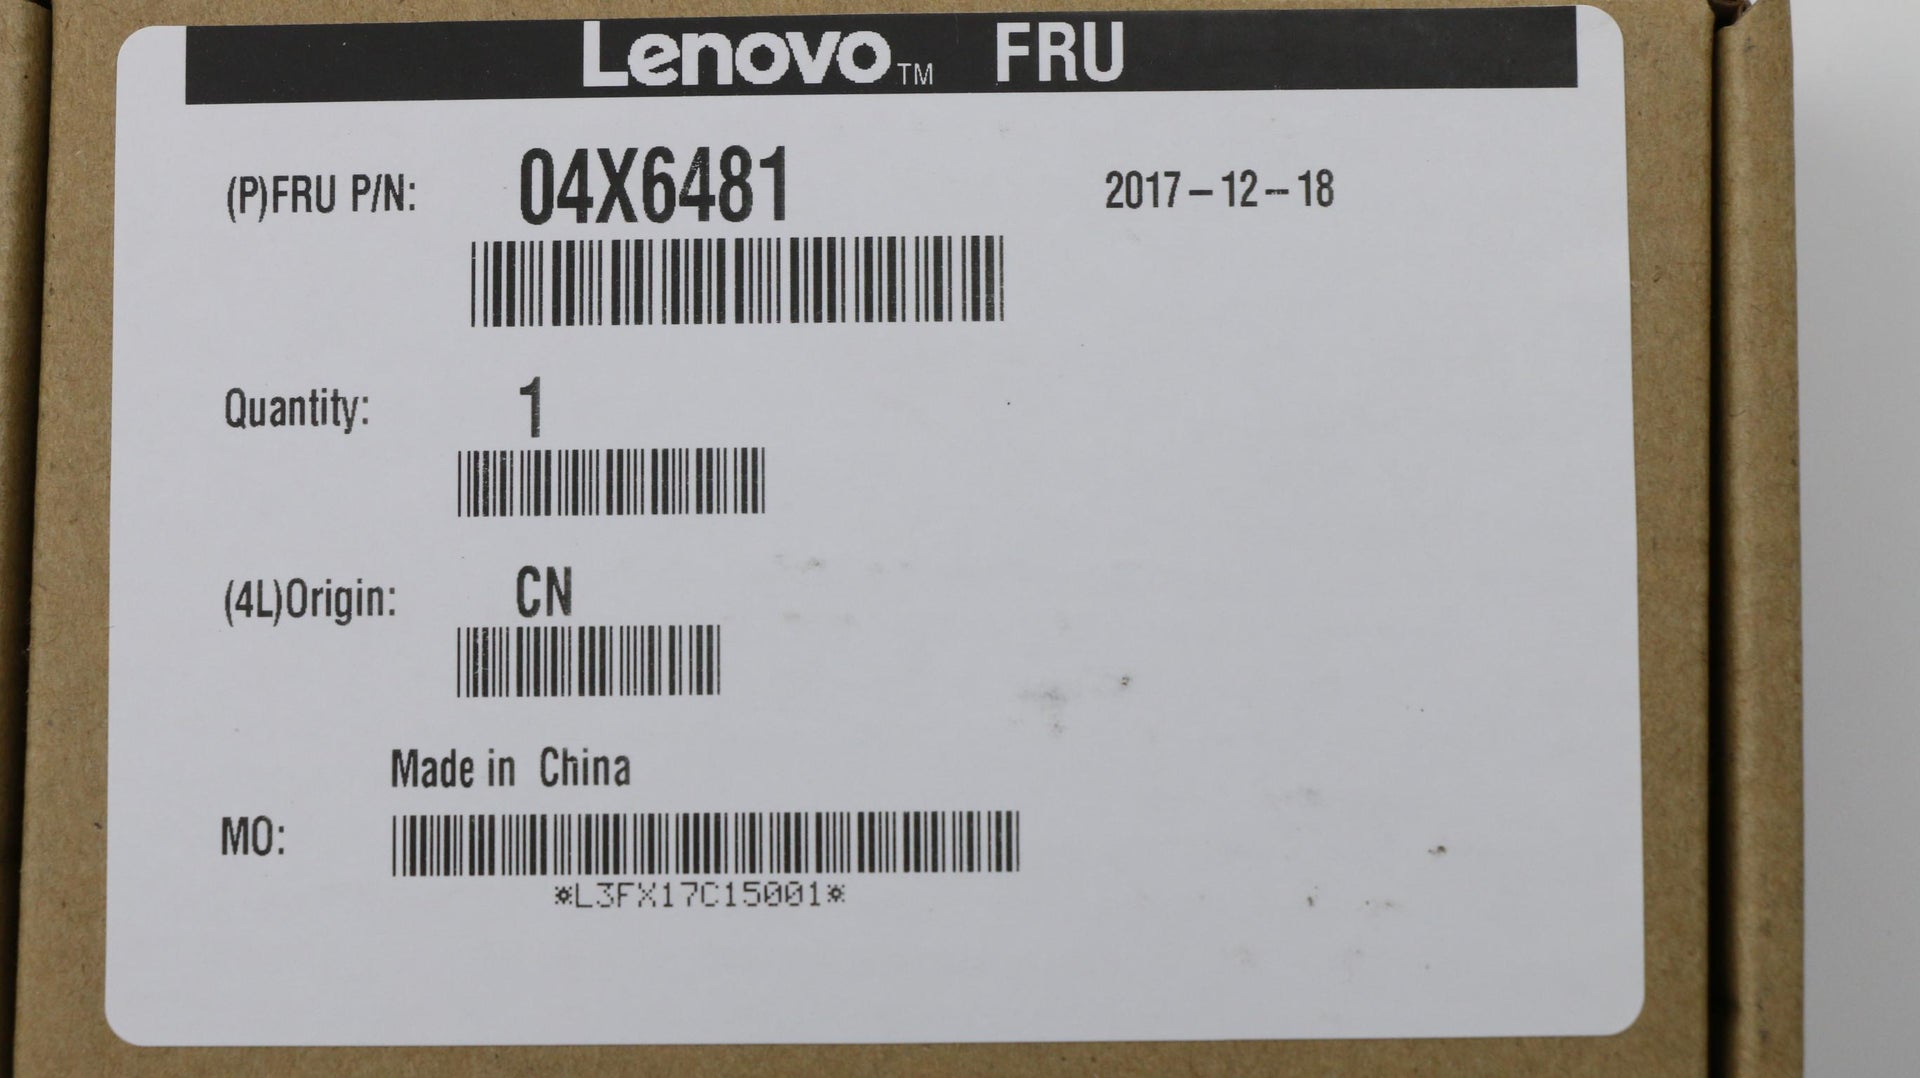 Lenovo™ FRU
(P)FRU P/N: 04X6481 2017-12-18
Quantity: 1
(4L)Origin: CN
Made in China
MO:
*L3FX17C15001*